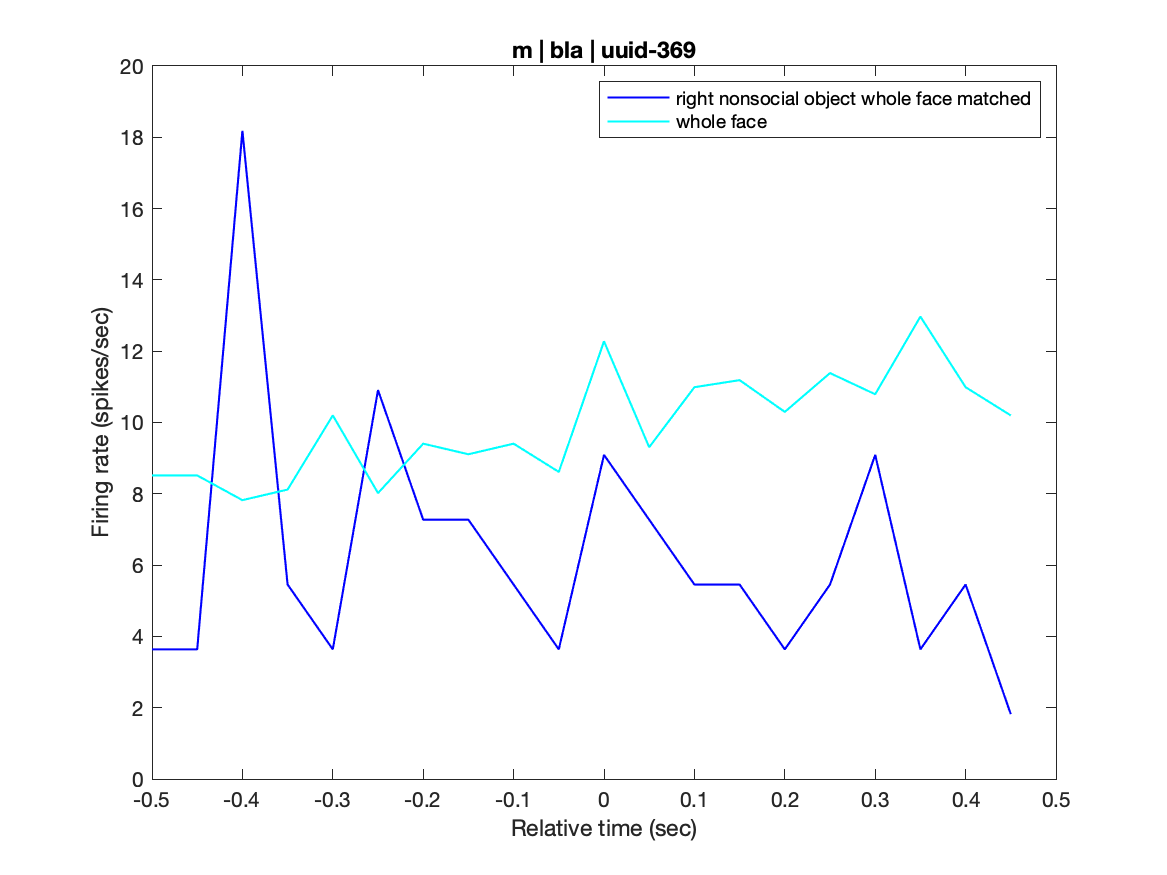 m | bla | uuid-369
right nonsocial object whole face matched
whole face
20
18
16
14
12
10
8
6
4
2
0
Firing rate (spikes/sec)
-0.5 -0.4 -0.3 -0.2 -0.1 0 0.1 0.2 0.3 0.4 0.5
Relative time (sec)